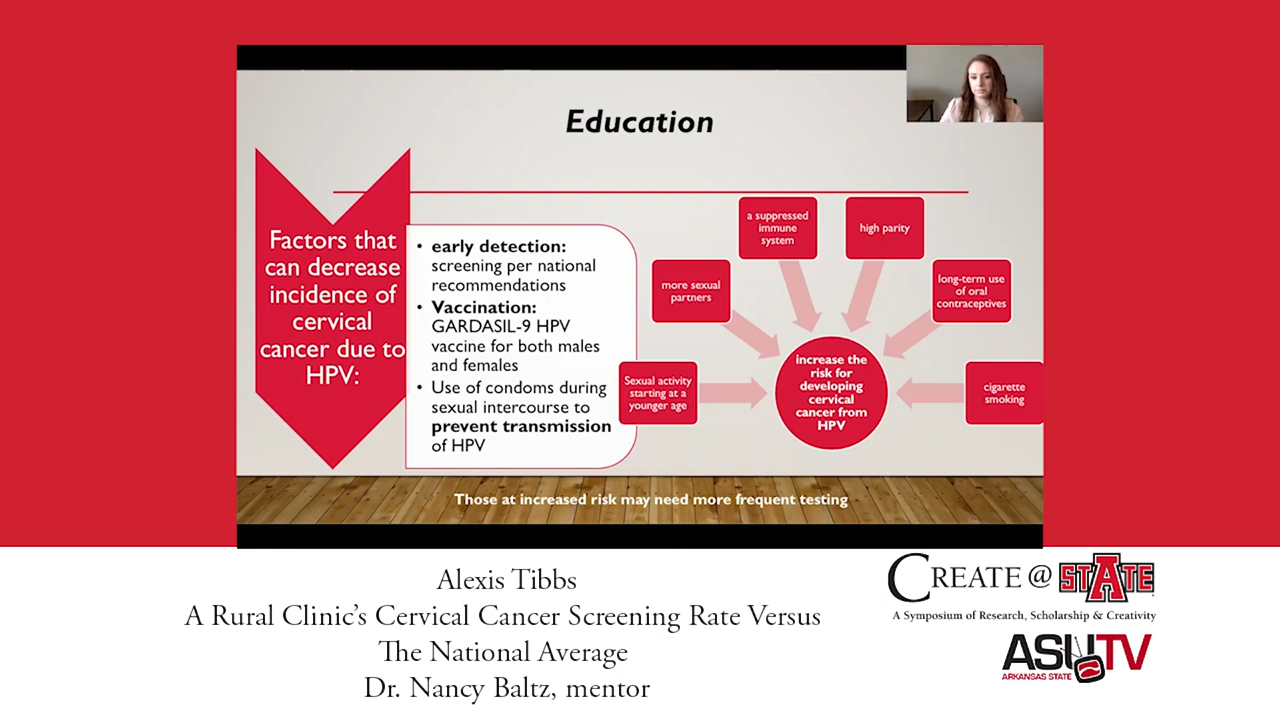 Education
Factors that
can decrease
incidence of
cervical
cancer due to
HPV:
• early detection:
screening per national
recommendations
• Vaccination:
GARDASIL-9 HPV
vaccine for both males
and females
• Use of condoms during
sexual intercourse to
prevent transmission
of HPV
Sexual activity
starting at a
younger age
more sexual
partners
a suppressed
immune
system
high parity
long-term use
of oral
contraceptives
cigarette
smoking
increase the
risk for
developing
cervical
cancer from
HPV
Those at increased risk may need more frequent testing
Alexis Tibbs
A Rural Clinic's Cervical Cancer Screening Rate Versus
The National Average
Dr. Nancy Baltz, mentor
CREATE @ STATE
A Symposium of Research, Scholarship & Creativity
ASU TV
ARKANSAS STATE